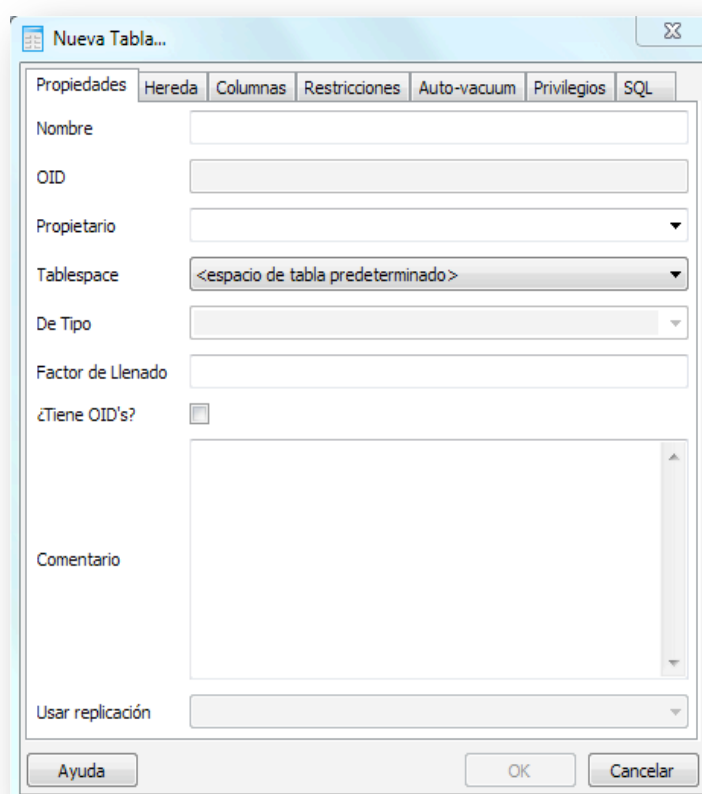 Nueva Tabla...
Propiedades Hereda Columnas Restricciones Auto-vacuum Privilegios SQL
Nombre
OID
Propietario
Tablespace <espacio de tabla predeterminado>
De Tipo
Factor de Llenado
¿Tiene OID's?
Comentario
Usar replicación
Ayuda OK Cancelar